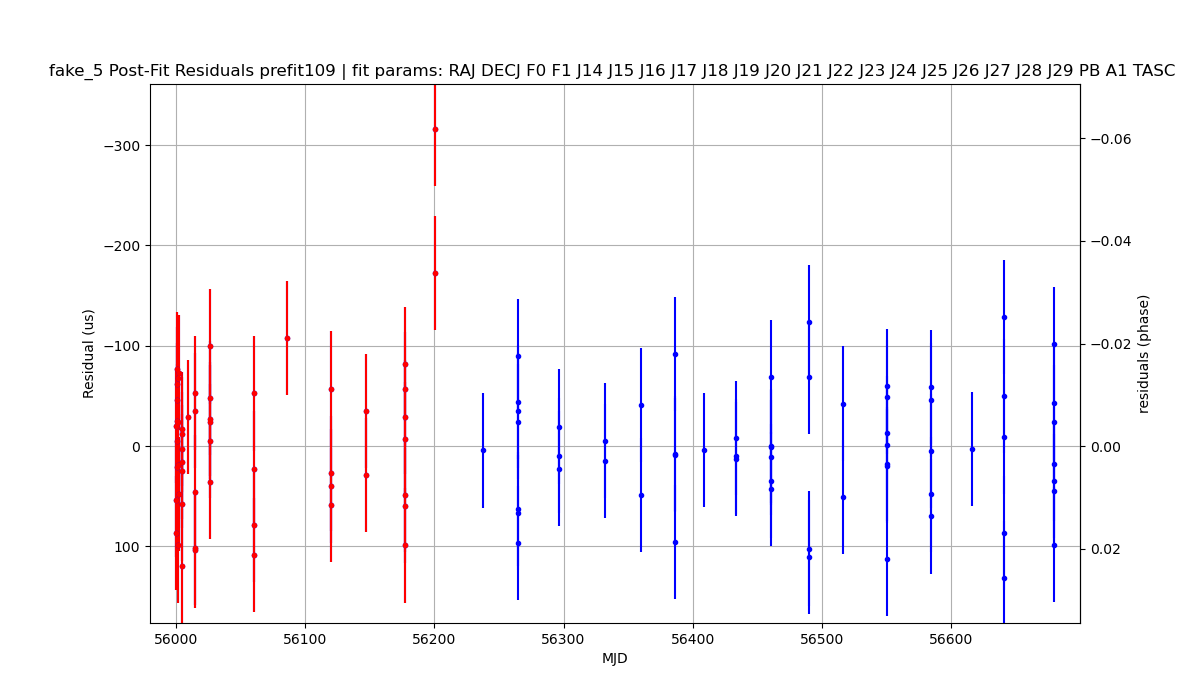 fake_5 Post-Fit Residuals prefit109 | fit params: RAJ DECJ F0 F1 J14 J15 J16 J17 J18 J19 J20 J21 J22 J23 J24 J25 J26 J27 J28 J29 PB A1 TASC
−300
−200
−100
0
100
Residual (us)
−0.06
−0.04
−0.02
0.00
0.02
residuals (phase)
56000 56100 56200 56300 56400 56500 56600
MJD